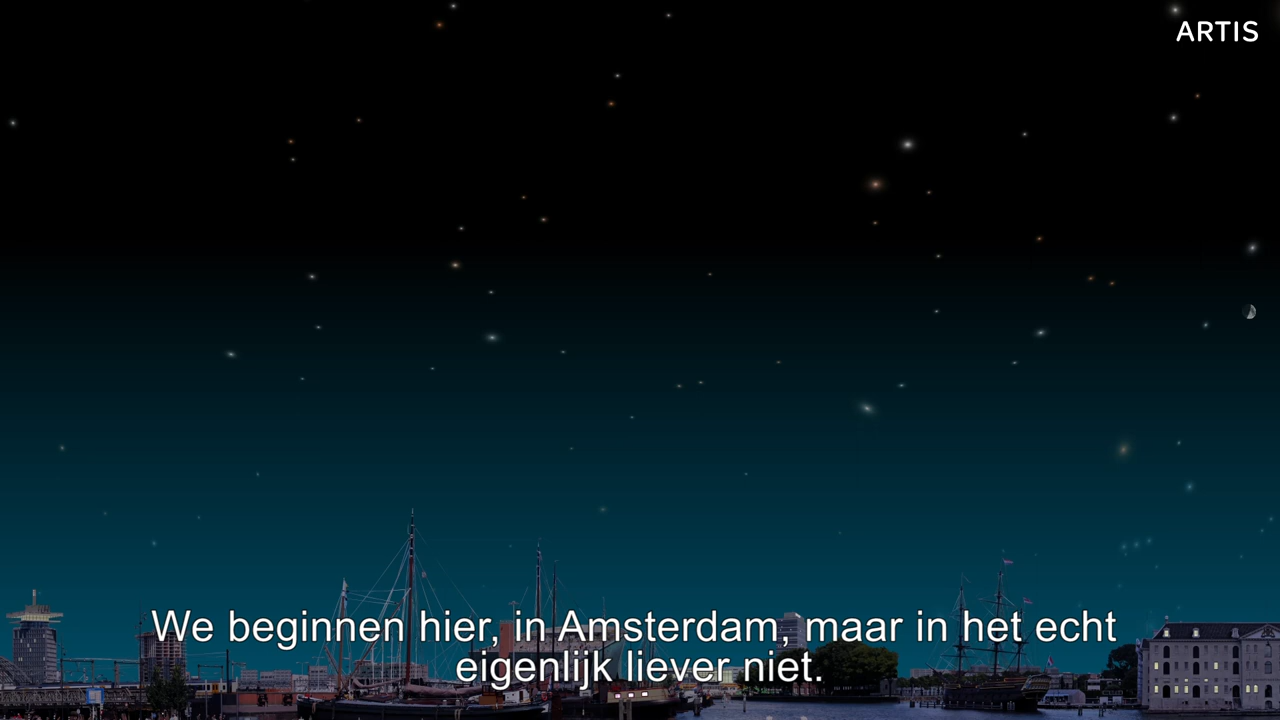 ARTIS
We beginnen hier, in Amsterdam, maar in het echt
eigenlijk liever niet.